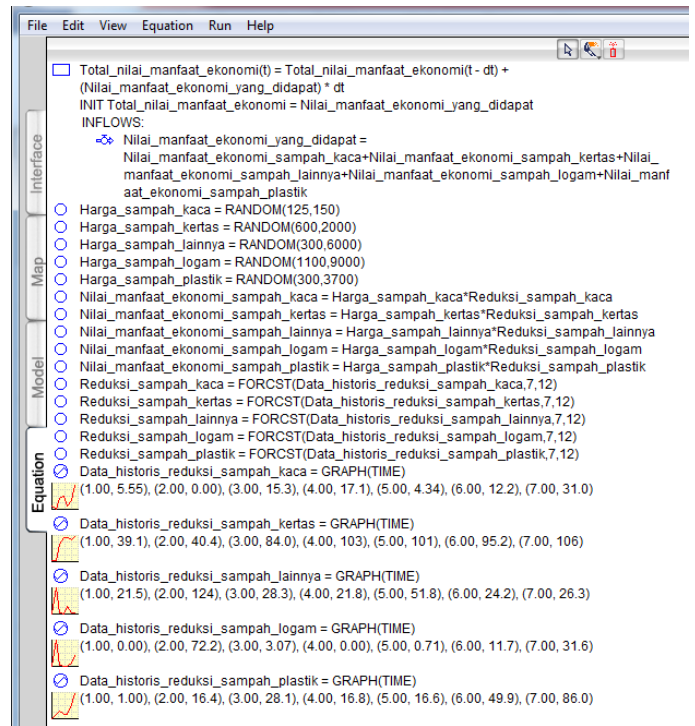 File Edit View Equation Run Help
Total_nilai_manfaat_ekonomi(t) = Total_nilai_manfaat_ekonomi(t - dt) +
(Nilai_manfaat_ekonomi_yang_didapat) * dt
INIT Total_nilai_manfaat_ekonomi = Nilai_manfaat_ekonomi_yang_didapat
INFLOWS:
Nilai_manfaat_ekonomi_yang_didapat =
Nilai_manfaat_ekonomi_sampah_kaca+Nilai_manfaat_ekonomi_sampah_kertas+Nilai_
manfaat_ekonomi_sampah_lainnya+Nilai_manfaat_ekonomi_sampah_logam+Nilai_manf
aat_ekonomi_sampah_plastik
Harga_sampah_kaca = RANDOM(125,150)
Harga_sampah_kertas = RANDOM(600,2000)
Harga_sampah_lainnya = RANDOM(300,6000)
Harga_sampah_logam = RANDOM(1100,9000)
Harga_sampah_plastik = RANDOM(300,3700)
Nilai_manfaat_ekonomi_sampah_kaca = Harga_sampah_kaca*Reduksi_sampah_kaca
Nilai_manfaat_ekonomi_sampah_kertas = Harga_sampah_kertas*Reduksi_sampah_kertas
Nilai_manfaat_ekonomi_sampah_lainnya = Harga_sampah_lainnya*Reduksi_sampah_lainnya
Nilai_manfaat_ekonomi_sampah_logam = Harga_sampah_logam*Reduksi_sampah_logam
Nilai_manfaat_ekonomi_sampah_plastik = Harga_sampah_plastik*Reduksi_sampah_plastik
Reduksi_sampah_kaca = FORCST(Data_historis_reduksi_sampah_kaca,7,12)
Reduksi_sampah_kertas = FORCST(Data_historis_reduksi_sampah_kertas,7,12)
Reduksi_sampah_lainnya = FORCST(Data_historis_reduksi_sampah_lainnya,7,12)
Reduksi_sampah_logam = FORCST(Data_historis_reduksi_sampah_logam,7,12)
Reduksi_sampah_plastik = FORCST(Data_historis_reduksi_sampah_plastik,7,12)
Data_historis_reduksi_sampah_kaca = GRAPH(TIME)
(1.00, 5.55), (2.00, 0.00), (3.00, 15.3), (4.00, 17.1), (5.00, 4.34), (6.00, 12.2), (7.00, 31.0)
Data_historis_reduksi_sampah_kertas = GRAPH(TIME)
(1.00, 39.1), (2.00, 40.4), (3.00, 84.0), (4.00, 103), (5.00, 101), (6.00, 95.2), (7.00, 106)
Data_historis_reduksi_sampah_lainnya = GRAPH(TIME)
(1.00, 21.5), (2.00, 124), (3.00, 28.3), (4.00, 21.8), (5.00, 51.8), (6.00, 24.2), (7.00, 26.3)
Data_historis_reduksi_sampah_logam = GRAPH(TIME)
(1.00, 0.00), (2.00, 72.2), (3.00, 3.07), (4.00, 0.00), (5.00, 0.71), (6.00, 11.7), (7.00, 31.6)
Data_historis_reduksi_sampah_plastik = GRAPH(TIME)
(1.00, 1.00), (2.00, 16.4), (3.00, 28.1), (4.00, 16.8), (5.00, 16.6), (6.00, 49.9), (7.00, 86.0)
Interface
Map
Model
Equation